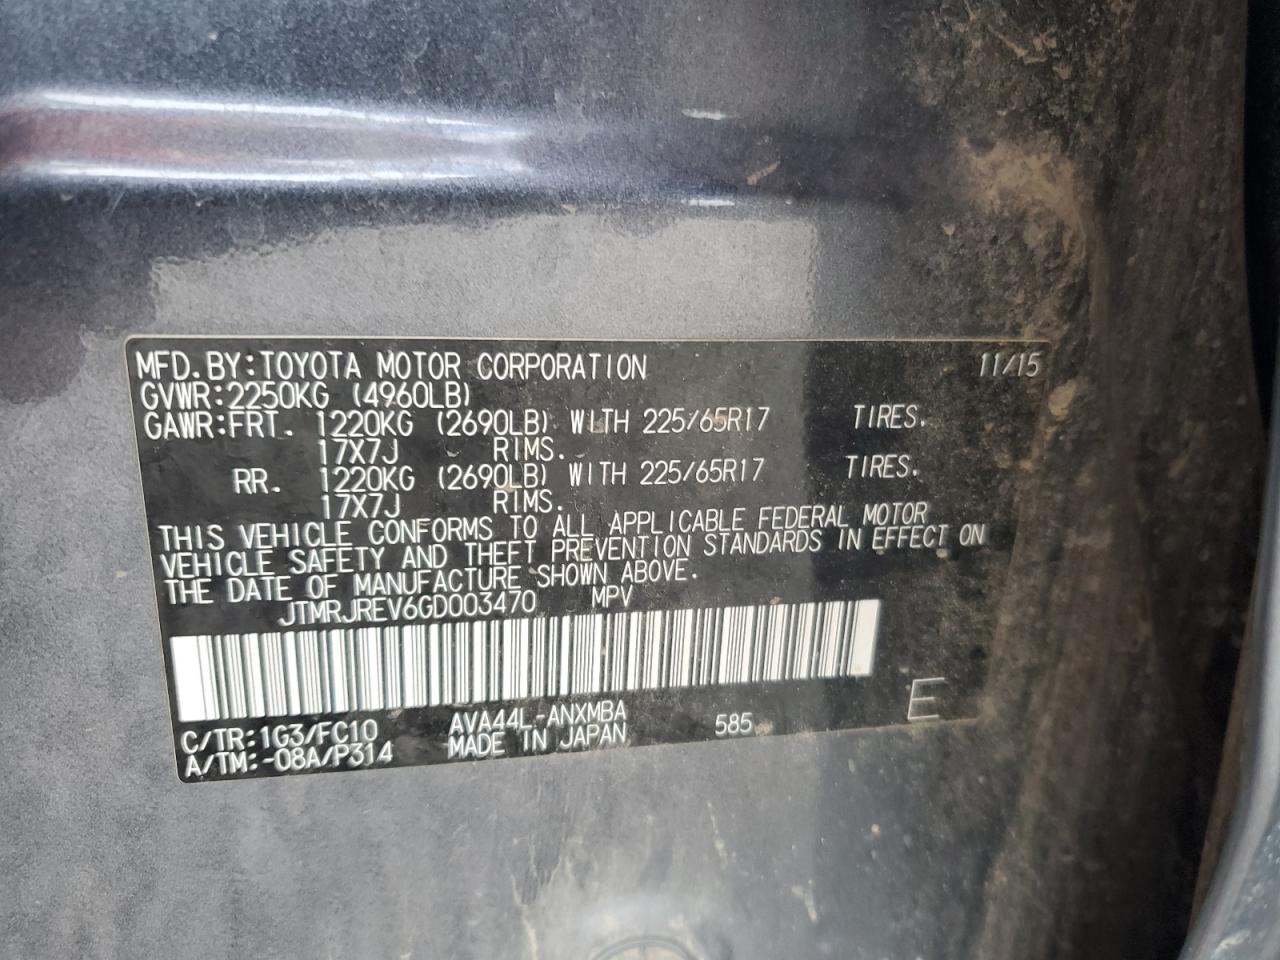 MFD. BY: TOYOTA MOTOR CORPORATION 11/15
GVWR: 2250KG (4960LB)
GAWR: FRT. 1220KG (2690LB) WITH 225/65R17 TIRES.
17X7J RIMS.
RR. 1220KG (2690LB) WITH 225/65R17 TIRES.
17X7J RIMS.
THIS VEHICLE CONFORMS TO ALL APPLICABLE FEDERAL MOTOR
VEHICLE SAFETY AND THEFT PREVENTION STANDARDS IN EFFECT ON
THE DATE OF MANUFACTURE SHOWN ABOVE.
JTMRJREV6GD003470 MPV
C/TR: 1G3/FC10 AVA44L-ANXMBA 585 E
A/TM: -08A/P314 MADE IN JAPAN